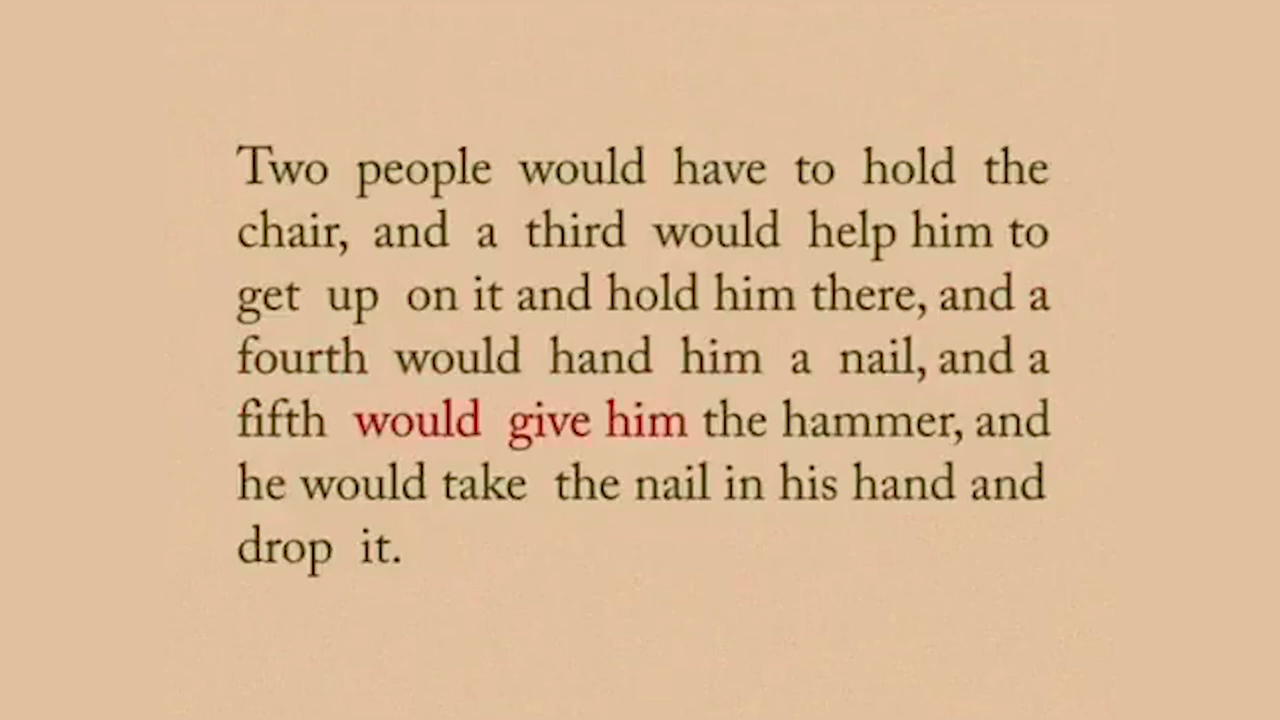 Two people would have to hold the
chair, and a third would help him to
get up on it and hold him there, and a
fourth would hand him a nail, and a
fifth would give him the hammer, and
he would take the nail in his hand and
drop it.